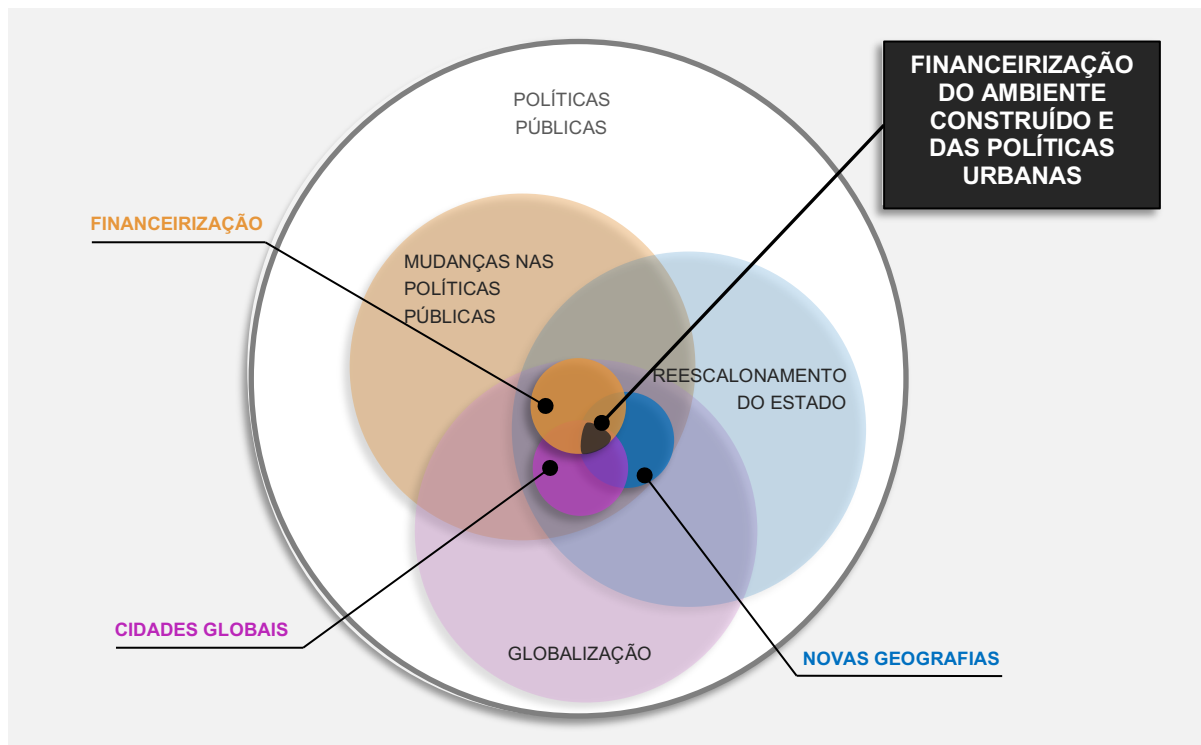 POLÍTICAS
PÚBLICAS
FINANCEIRIZAÇÃO
DO AMBIENTE
CONSTRUÍDO E
DAS POLÍTICAS
URBANAS
FINANCEIRIZAÇÃO
MUDANÇAS NAS
POLÍTICAS
PÚBLICAS
REESCALONAMENTO
DO ESTADO
CIDADES GLOBAIS
GLOBALIZAÇÃO
NOVAS GEOGRAFIAS